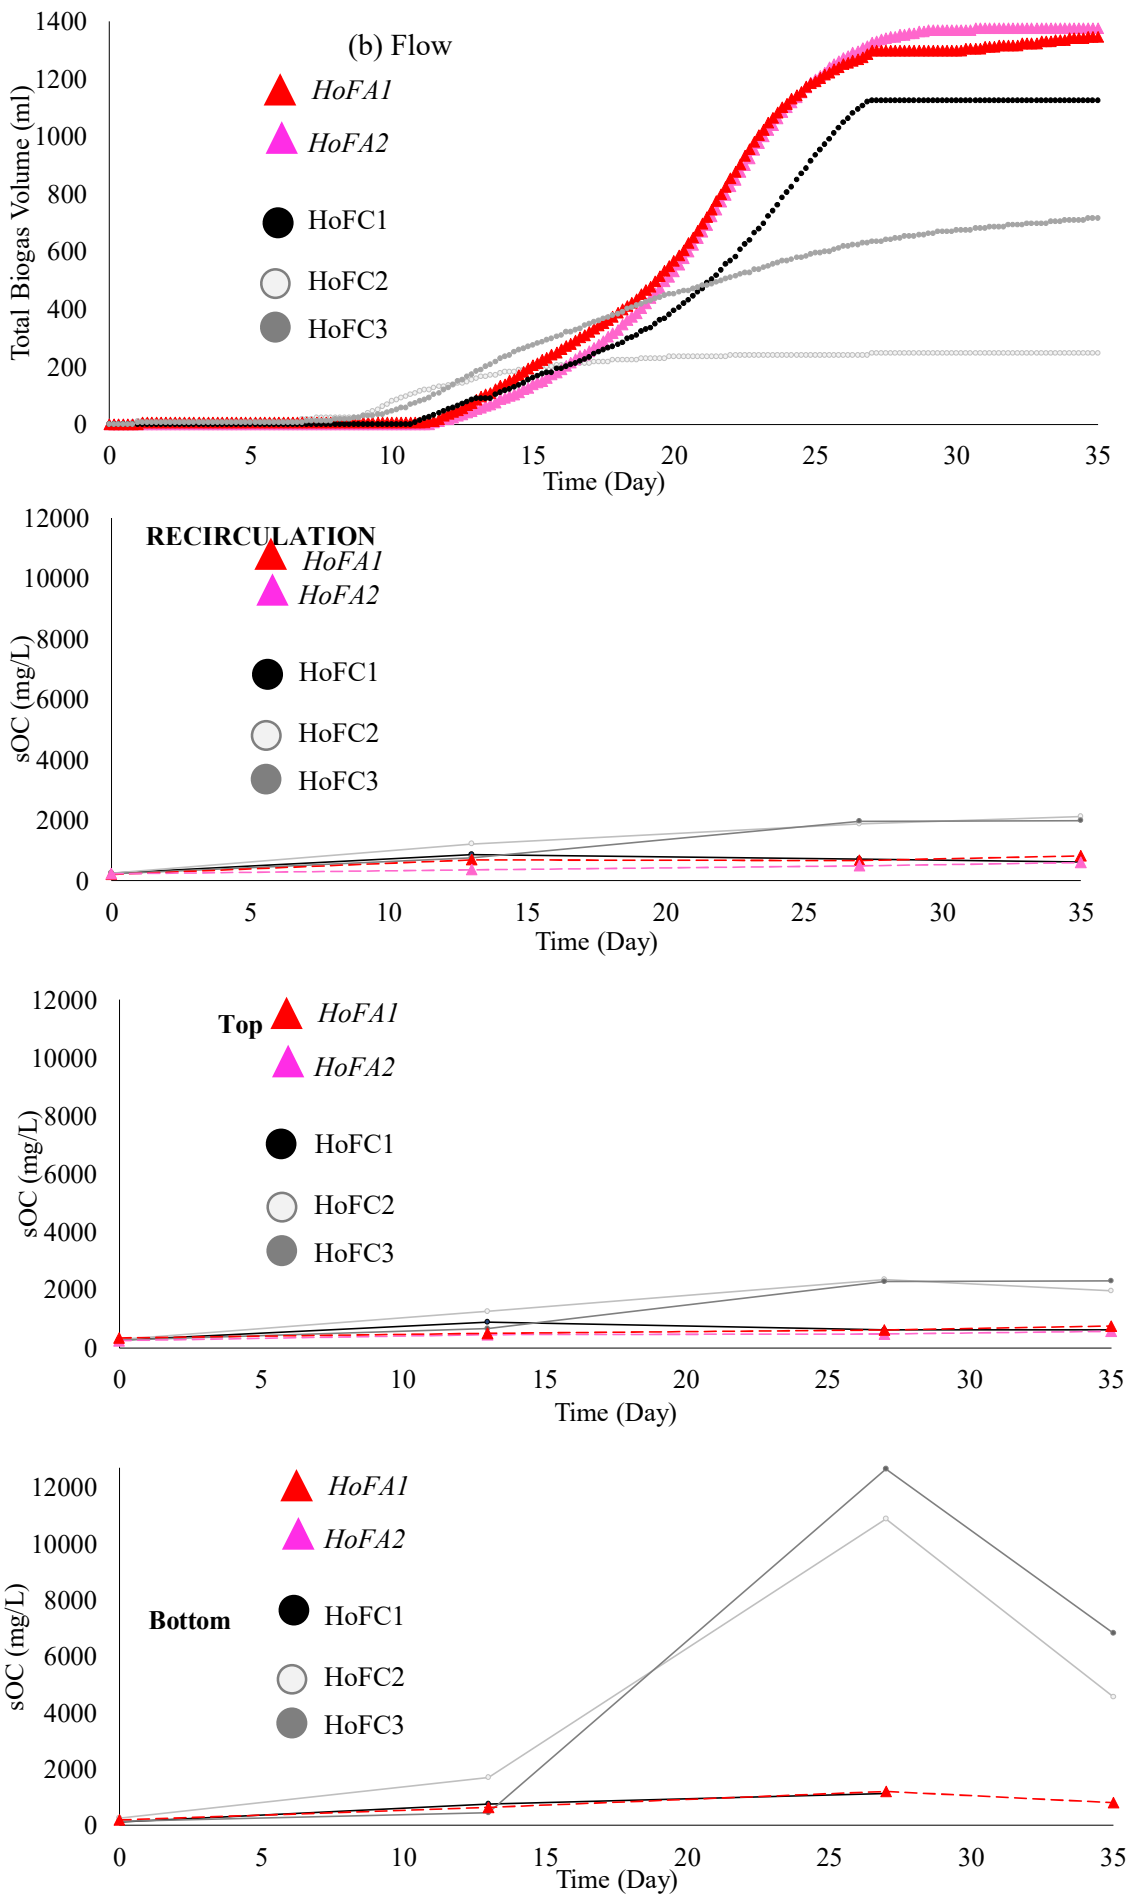 1400
(b) Flow
1200
HoFA1
1000
HoFA2
800
HoFC1
600
HoFC2
400
HoFC3
200
0
Total Biogas Volume (ml)
0 5 10 15 20 25 30 35
Time (Day)
12000
RECIRCULATION
HoFA1
10000
HoFA2
8000
HoFC1
6000
HoFC2
4000
HoFC3
2000
0
sOC (mg/L)
0 5 10 15 20 25 30 35
Time (Day)
12000
Top
HoFA1
10000
HoFA2
8000
HoFC1
6000
HoFC2
4000
HoFC3
2000
0
sOC (mg/L)
0 5 10 15 20 25 30 35
Time (Day)
12000
HoFA1
10000
HoFA2
8000
HoFC1
Bottom
6000
HoFC2
4000
HoFC3
2000
0
sOC (mg/L)
0 5 10 15 20 25 30 35
Time (Day)